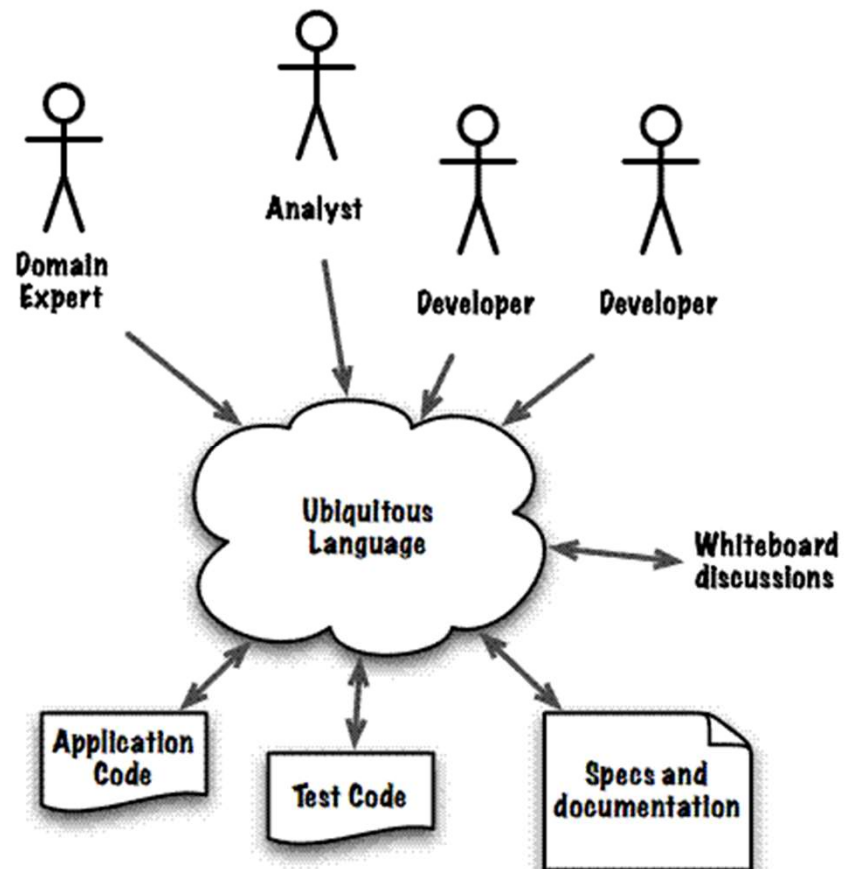 Analyst
Domain
Expert
Developer
Developer
Ubiquitous
Language
Whiteboard
discussions
Application
Code
Test Code
Specs and
documentation